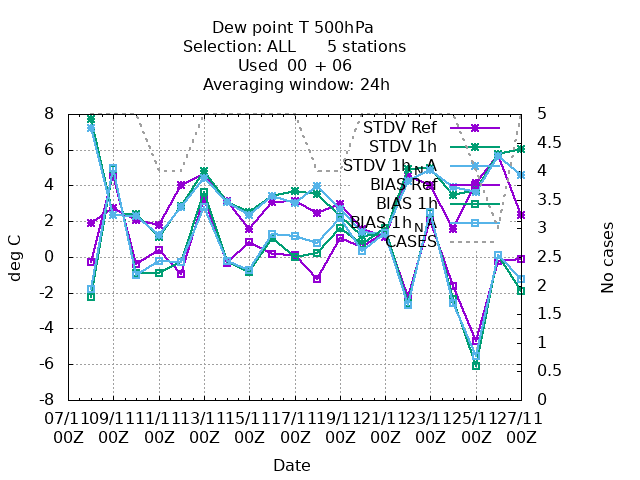 Dew point T 500hPa
Selection: ALL 5 stations
Used 00 + 06
Averaging window: 24h
8
6
4
2
0
-2
-4
-6
-8
deg C
5
4.5
4
3.5
3
2.5
2
1.5
1
0.5
0
No cases
STDV Ref
STDV 1h
STDV 1h_NA
BIAS Ref
BIAS 1h
BIAS 1h_NA
CASES
07/11 09/11 11/11 13/11 15/11 17/11 19/11 21/11 23/11 25/11 27/11
00Z 00Z 00Z 00Z 00Z 00Z 00Z 00Z 00Z 00Z 00Z
Date